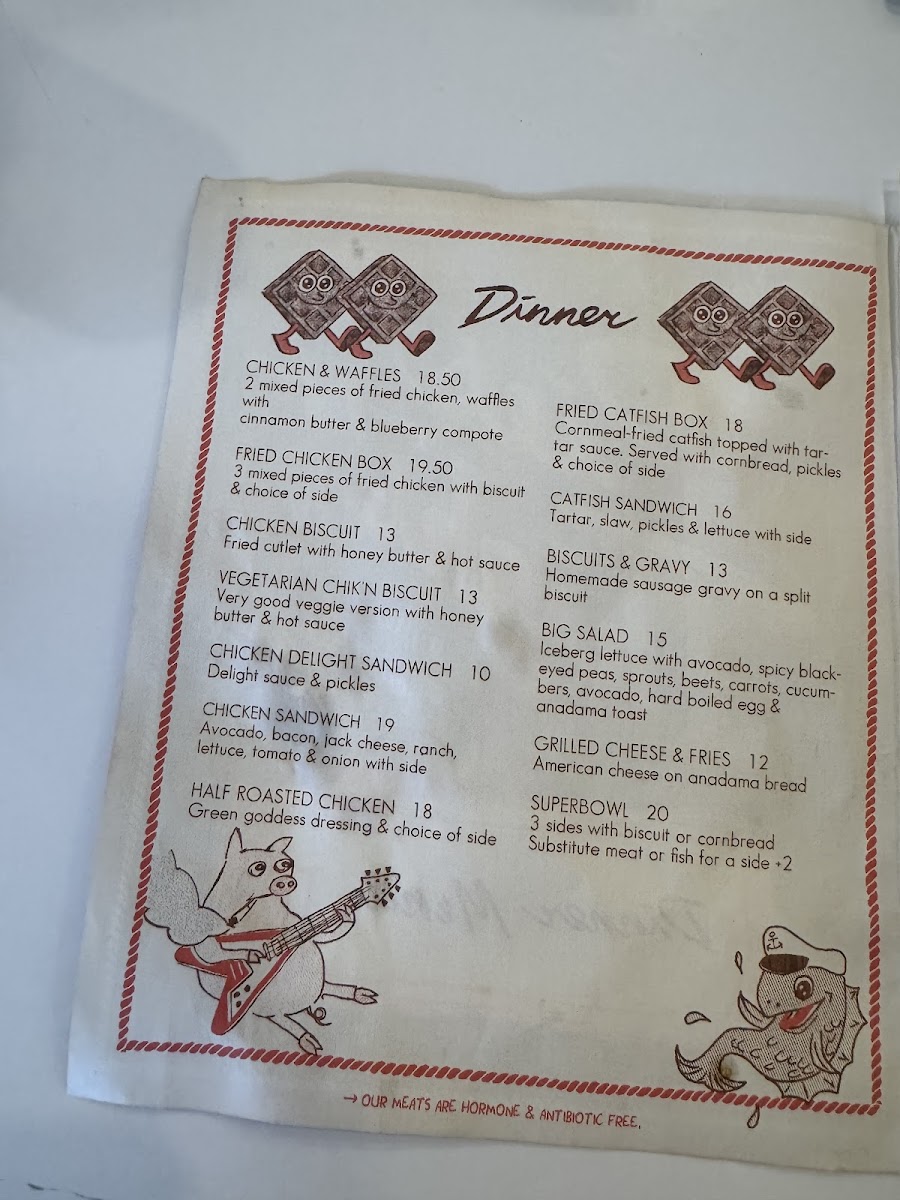 Dinner
CHICKEN & WAFFLES 18.50
2 mixed pieces of fried chicken, waffles
with
cinnamon butter & blueberry compote
FRIED CHICKEN BOX 19.50
3 mixed pieces of fried chicken with biscuit
& choice of side
CHICKEN BISCUIT 13
Fried cutlet with honey butter & hot sauce
VEGETARIAN CHIK'N BISCUIT 13
Very good veggie version with honey
butter & hot sauce
CHICKEN DELIGHT SANDWICH 10
Delight sauce & pickles
CHICKEN SANDWICH 19
Avocado, bacon, jack cheese, ranch,
lettuce, tomato & onion with side
HALF ROASTED CHICKEN 18
Green goddess dressing & choice of side
FRIED CATFISH BOX 18
Cornmeal-fried catfish topped with tar-
tar sauce. Served with cornbread, pickles
& choice of side
CATFISH SANDWICH 16
Tartar, slaw, pickles & lettuce with side
BISCUITS & GRAVY 13
Homemade sausage gravy on a split
biscuit
BIG SALAD 15
Iceberg lettuce with avocado, spicy black-
eyed peas, sprouts, beets, carrots, cucum-
bers, avocado, hard boiled egg &
anadama toast
GRILLED CHEESE & FRIES 12
American cheese on anadama bread
SUPERBOWL 20
3 sides with biscuit or cornbread
Substitute meat or fish for a side +2
→ OUR MEATS ARE HORMONE & ANTIBIOTIC FREE.